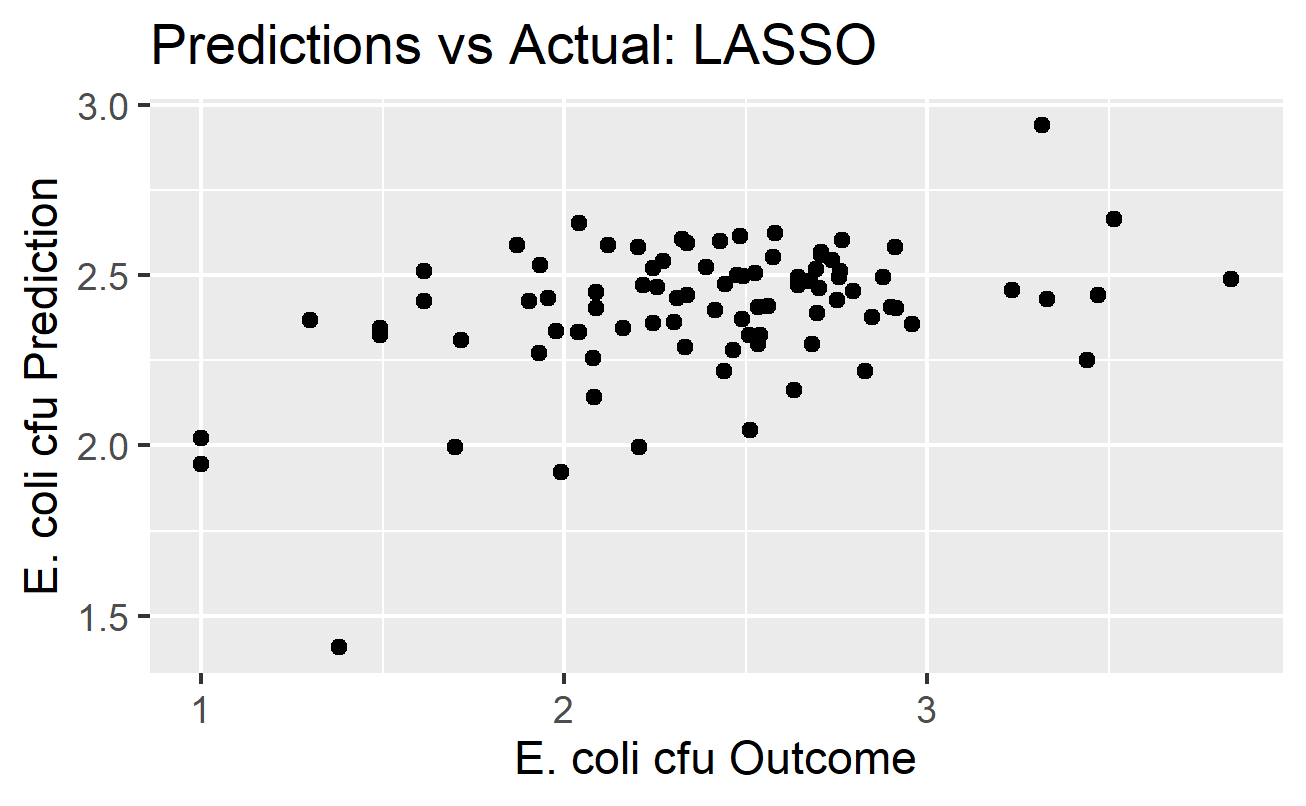 Predictions vs Actual: LASSO
E. coli cfu Prediction
3.0
2.5
2.0
1.5
1
2
3
E. coli cfu Outcome